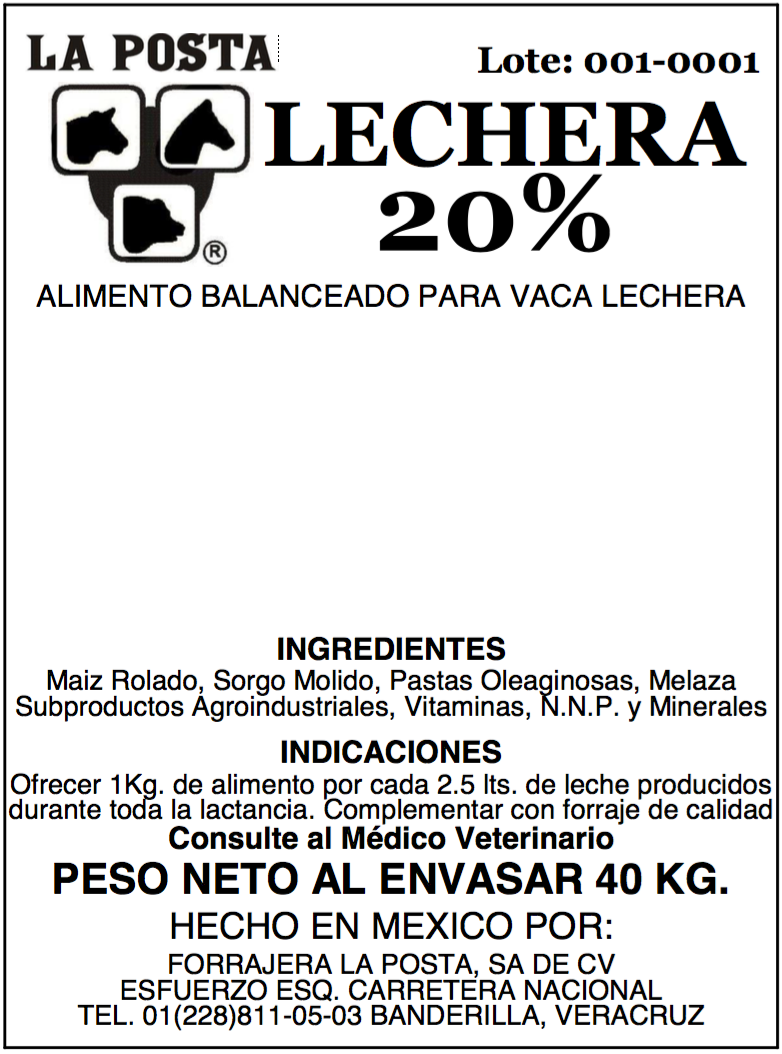 LA POSTA
Lote: 001-0001
LECHERA
20%
®
ALIMENTO BALANCEADO PARA VACA LECHERA
INGREDIENTES
Maiz Rolado, Sorgo Molido, Pastas Oleaginosas, Melaza
Subproductos Agroindustriales, Vitaminas, N.N.P. y Minerales
INDICACIONES
Ofrecer 1Kg. de alimento por cada 2.5 lts. de leche producidos
durante toda la lactancia. Complementar con forraje de calidad
Consulte al Médico Veterinario
PESO NETO AL ENVASAR 40 KG.
HECHO EN MEXICO POR:
FORRAJERA LA POSTA, SA DE CV
ESFUERZO ESQ. CARRETERA NACIONAL
TEL. 01(228)811-05-03 BANDERILLA, VERACRUZ